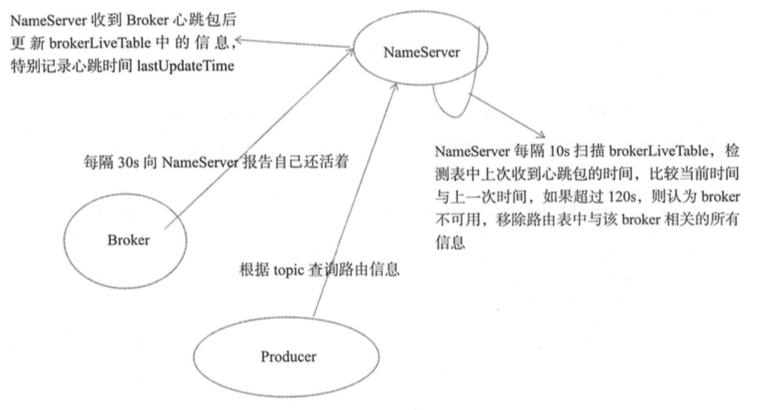 NameServer 收到 Broker 心跳包后
更新 brokerLiveTable 中的信息，
特别记录心跳时间 lastUpdateTime
NameServer
每隔 30s 向 NameServer 报告自己还活着
NameServer 每隔 10s 扫描 brokerLiveTable，检
测表中上次收到心跳包的时间，比较当前时间
与上一次时间，如果超过 120s，则认为 broker
不可用，移除路由表中与该 broker 相关的所有
信息
Broker
根据 topic 查询路由信息
Producer